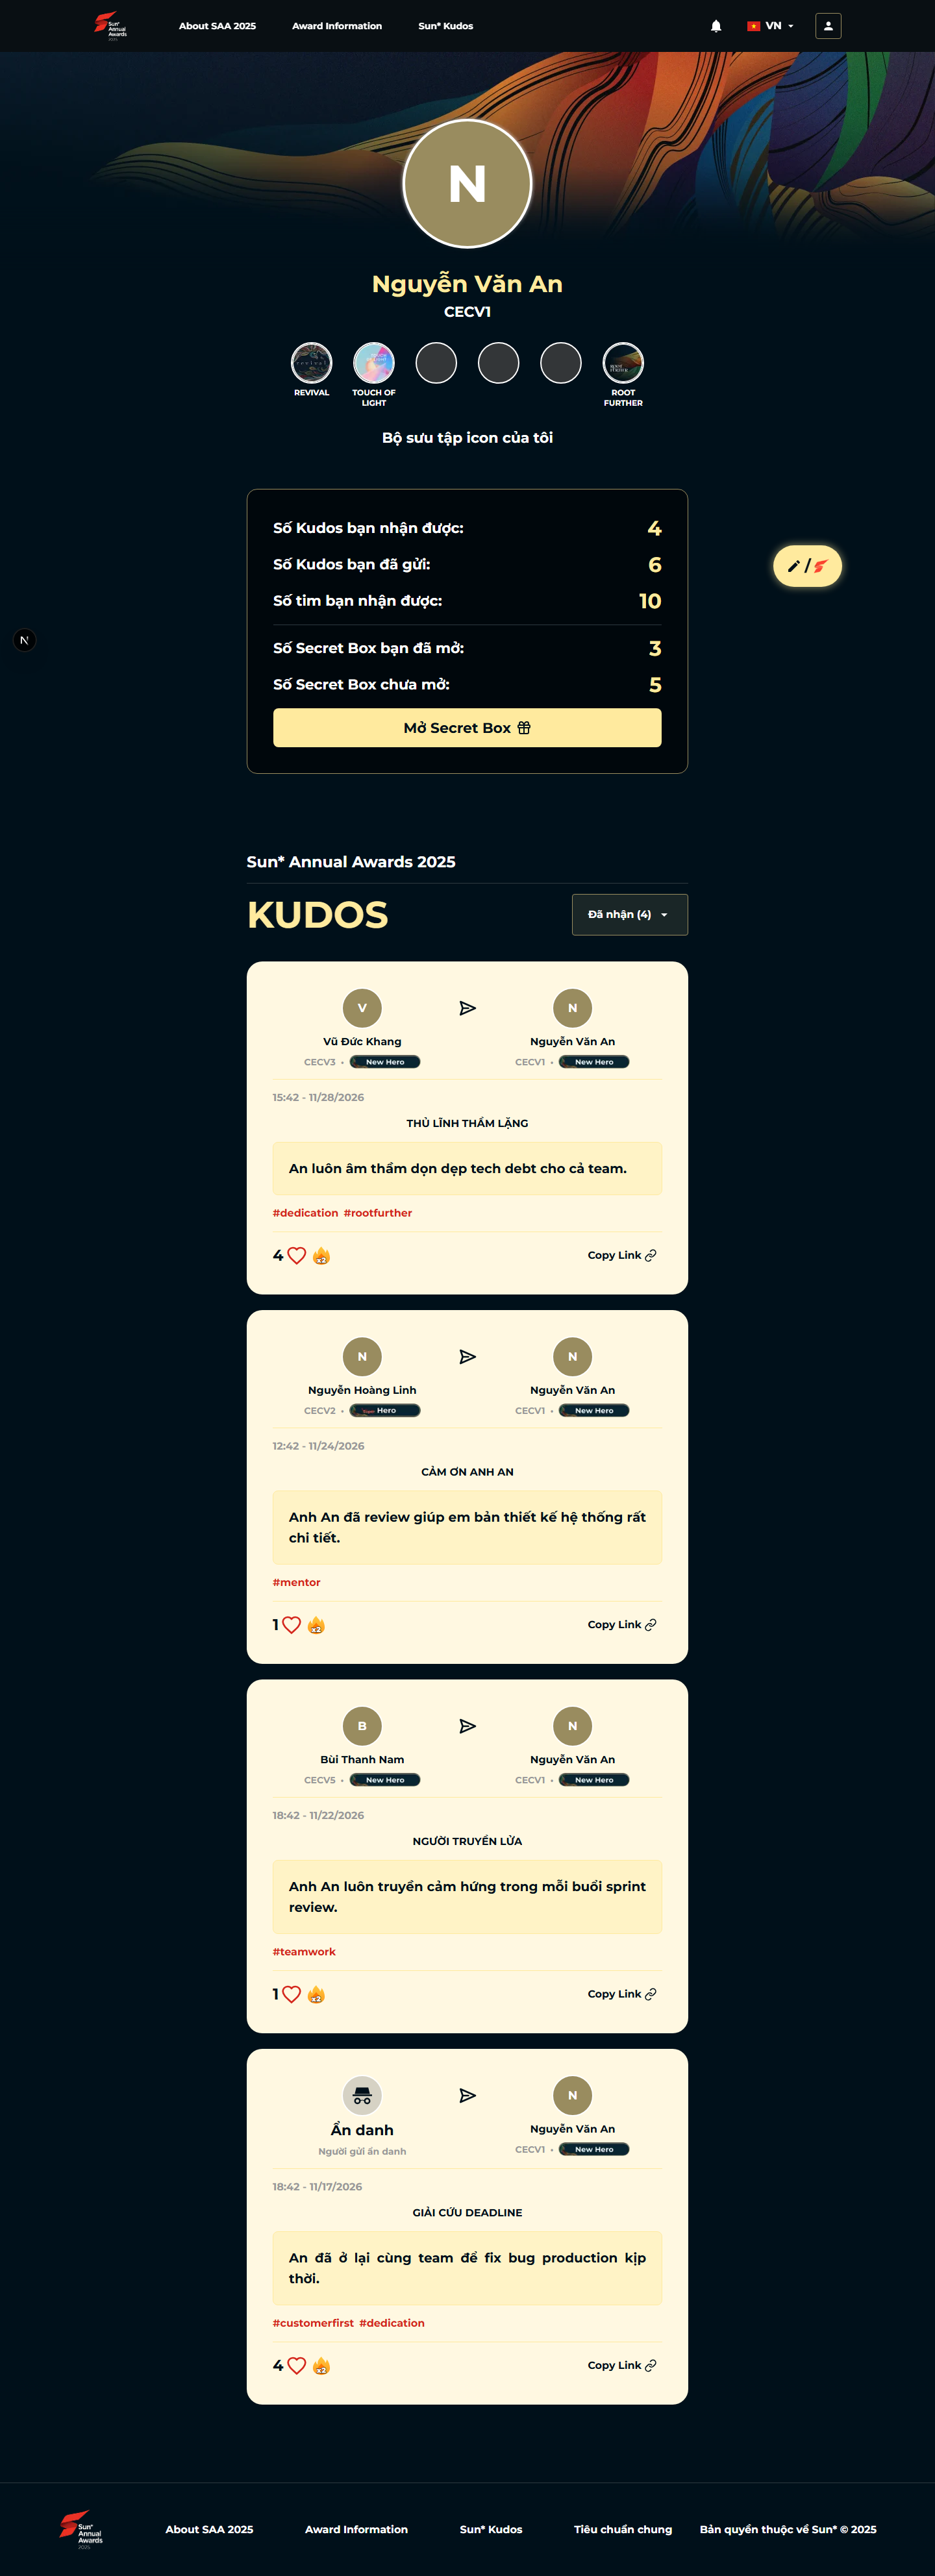 Sun*
Annual
Awards
2025
About SAA 2025
Award Information
Sun* Kudos
VN
N
Nguyễn Văn An
CECV1
REVIVAL
TOUCH OF
LIGHT
ROOT
FURTHER
Bộ sưu tập icon của tôi
Số Kudos bạn nhận được:
4
Số Kudos bạn đã gửi:
6
Số tim bạn nhận được:
10
Số Secret Box bạn đã mở:
3
Số Secret Box chưa mở:
5
Mở Secret Box
/
N
Sun* Annual Awards 2025
KUDOS
Đã nhận (4)
V
N
Vũ Đức Khang
Nguyễn Văn An
CECV3 • New Hero
CECV1 • New Hero
15:42 - 11/28/2026
THỦ LĨNH THẦM LẶNG
An luôn âm thầm dọn dẹp tech debt cho cả team.
#dedication #rootfurther
4
x2
Copy Link
N
N
Nguyễn Hoàng Linh
Nguyễn Văn An
CECV2 • Hero
CECV1 • New Hero
12:42 - 11/24/2026
CẢM ƠN ANH AN
Anh An đã review giúp em bản thiết kế hệ thống rất
chi tiết.
#mentor
1
x2
Copy Link
B
N
Bùi Thanh Nam
Nguyễn Văn An
CECV5 • New Hero
CECV1 • New Hero
18:42 - 11/22/2026
NGƯỜI TRUYỀN LỬA
Anh An luôn truyền cảm hứng trong mỗi buổi sprint
review.
#teamwork
1
x2
Copy Link
N
Ẩn danh
Nguyễn Văn An
Người gửi ẩn danh
CECV1 • New Hero
18:42 - 11/17/2026
GIẢI CỨU DEADLINE
An đã ở lại cùng team để fix bug production kịp
thời.
#customerfirst #dedication
4
x2
Copy Link
Sun*
Annual
Awards
2025
About SAA 2025
Award Information
Sun* Kudos
Tiêu chuẩn chung
Bản quyền thuộc về Sun* © 2025